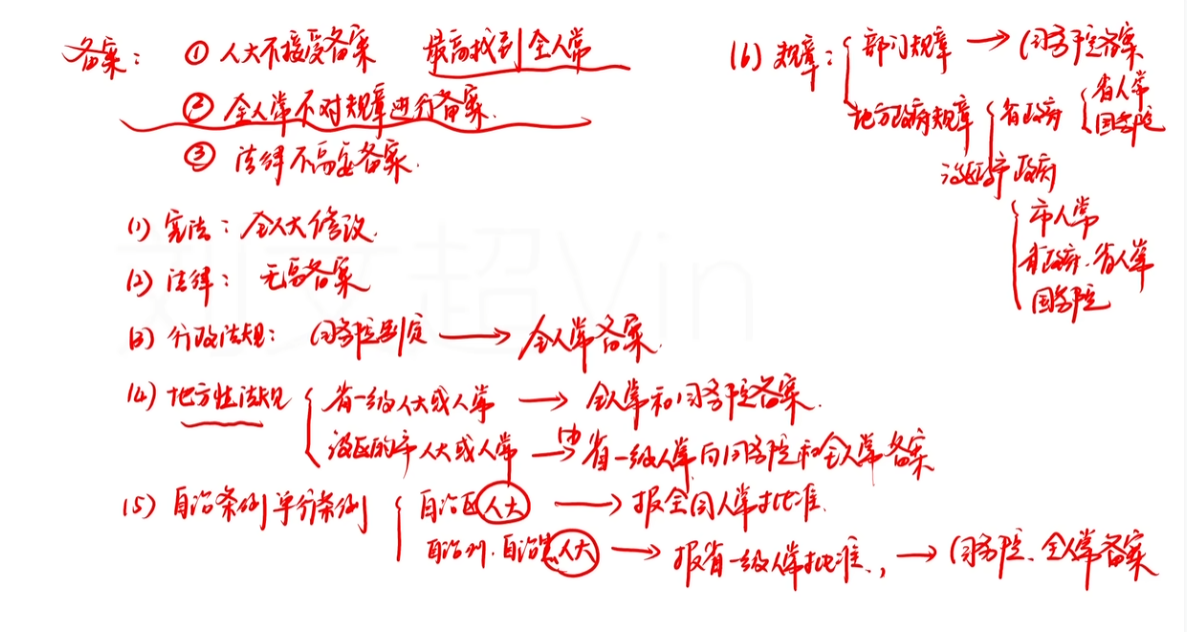 备案： ① 人大不接受备案 最高找到全人常
② 全人常不对规章进行备案.
③ 法律不需要备案.
(1) 宪法：全人大修改.
(2) 法律： 无需备案
(3) 行政法规： 国务院制定 → 全人常备案.
(4) 地方性法规
省一级人大或人常 → 全人常和国务院备案.
设区的市人大或人常 →由 省一级人常向国务院和全人常备案
(5) 自治条例单行条例
自治区人大 → 报全国人常批准.
自治州.自治县人大 → 报省一级人常批准, → 国务院、全人常备案
(6) 规章：
部门规章 → 国务院备案
地方政府规章
省政府
省人常
国务院
设区的市政府
市人常
省政府.省人常
国务院
超Vin